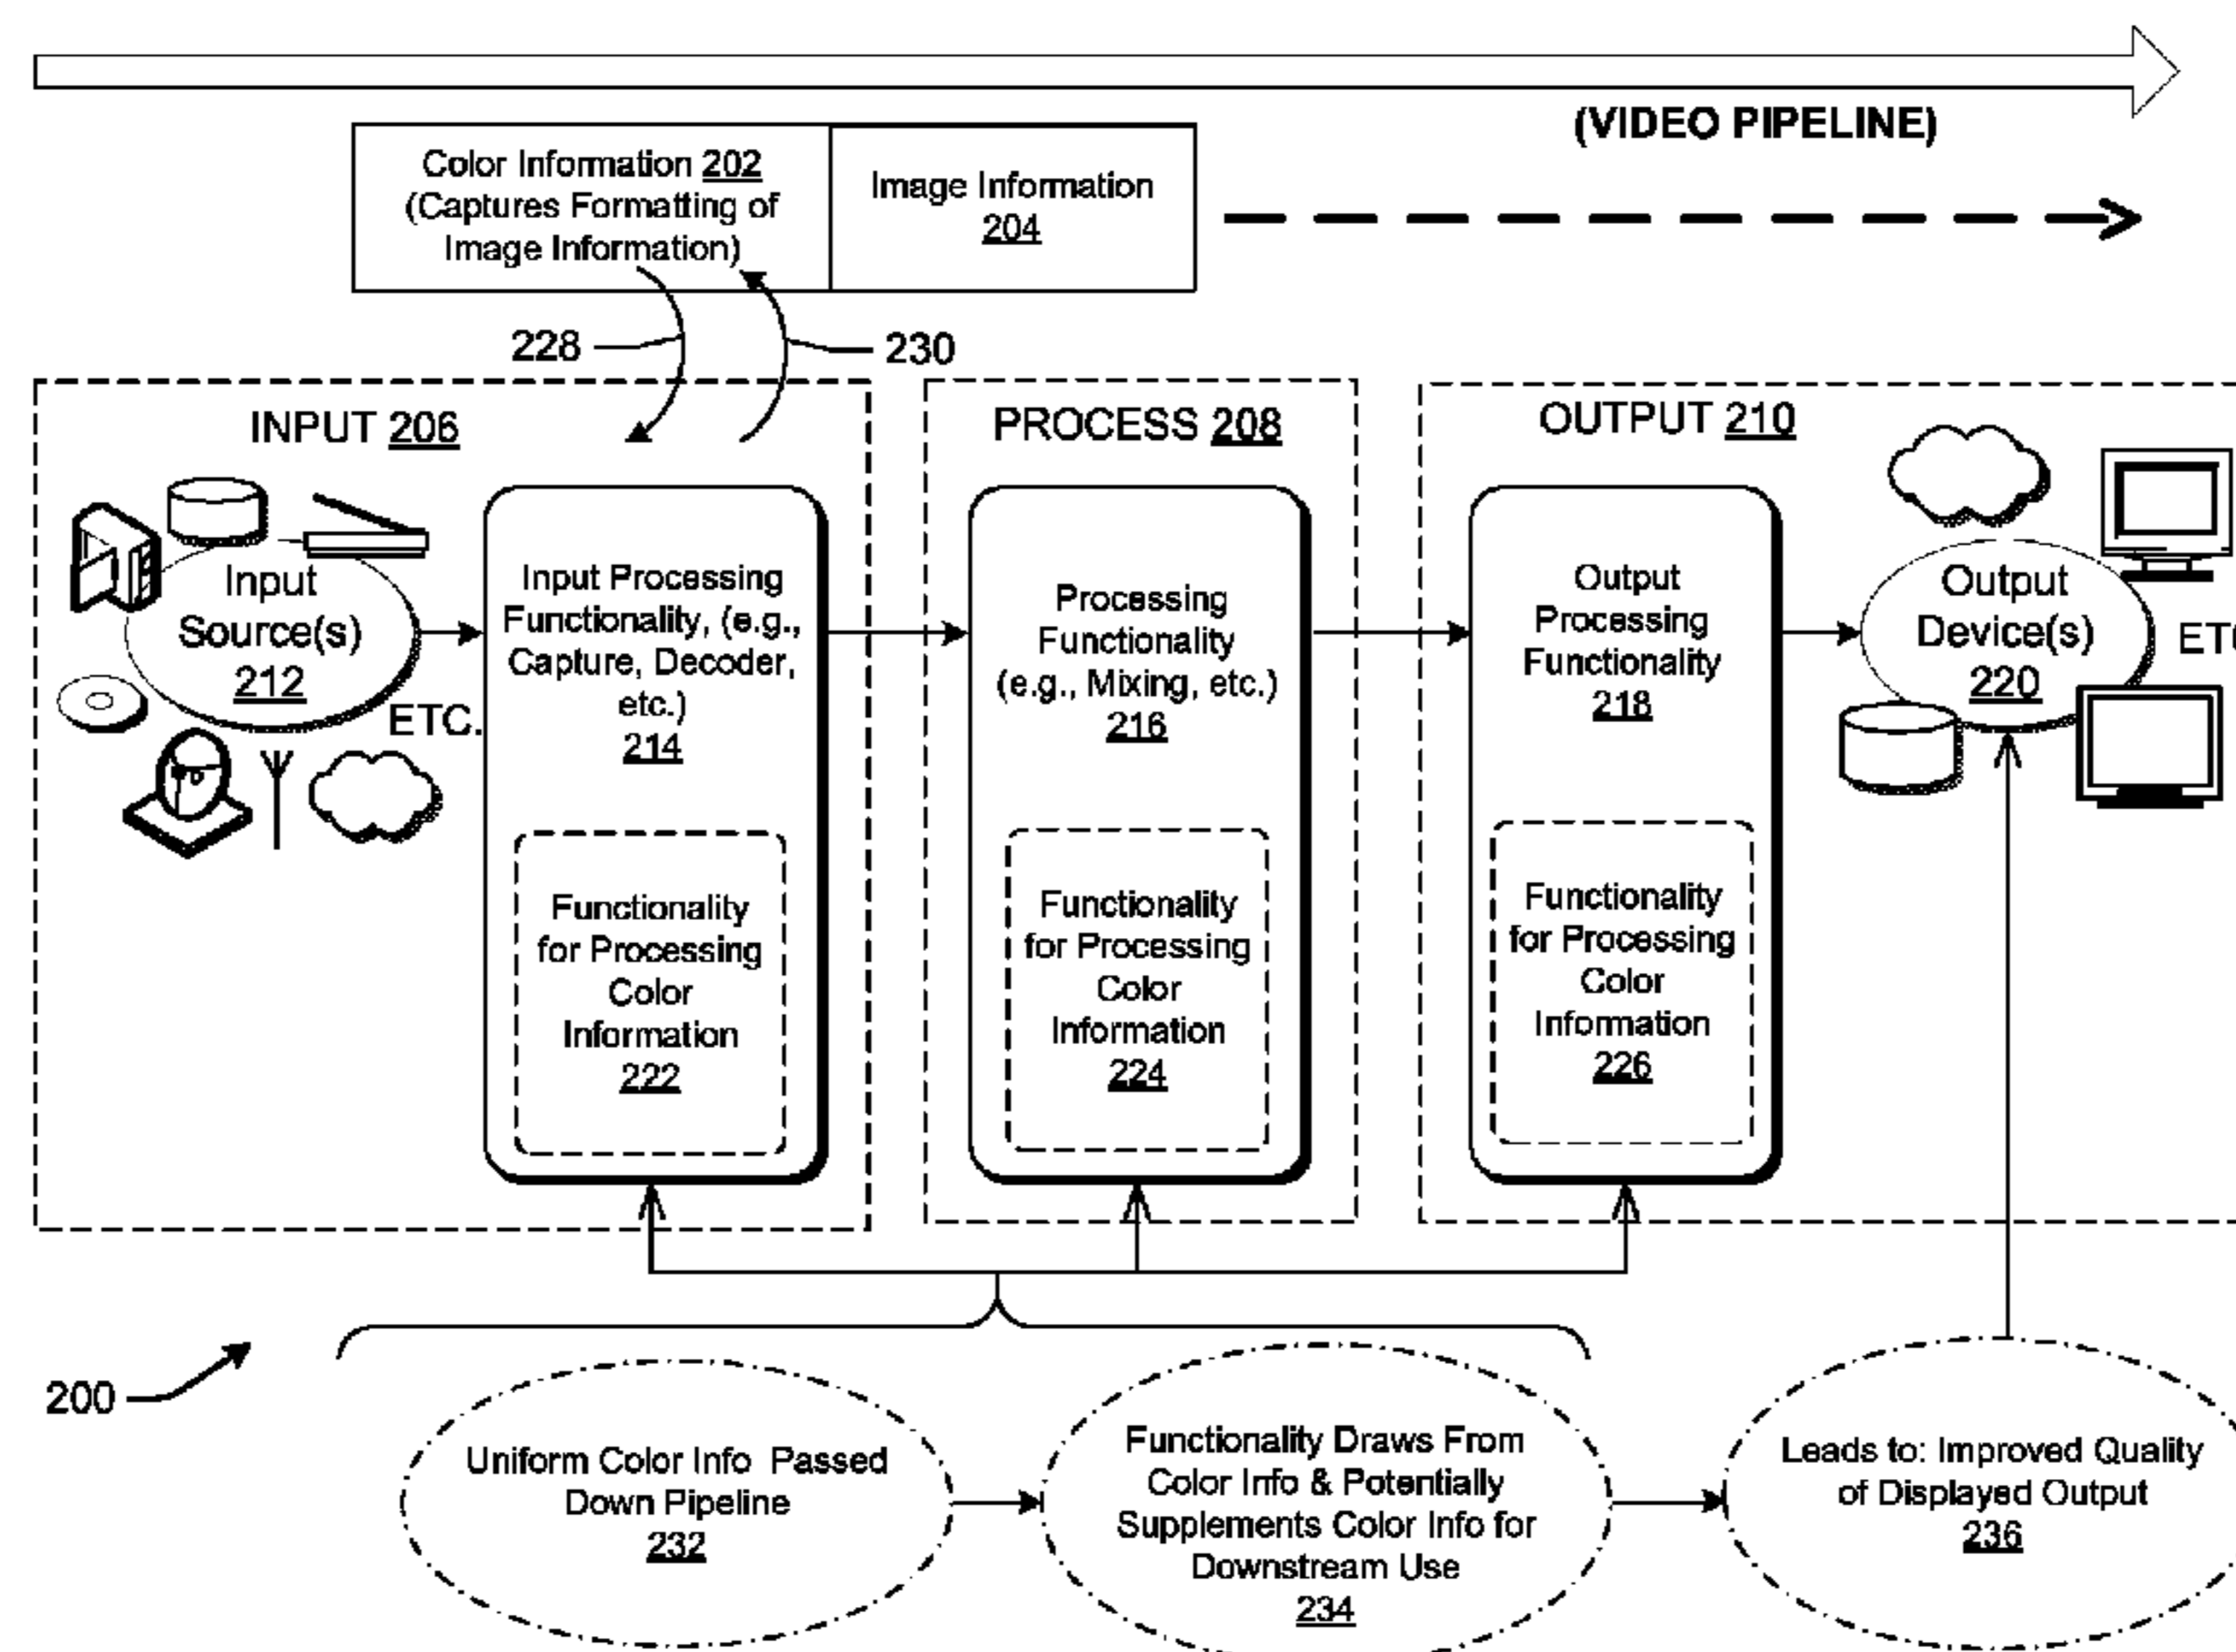 (VIDEO PIPELINE)
Color Information 202
(Captures Formatting of
Image Information)
Image Information
204
228
230
INPUT 206
Input
Source(s)
212
ETC.
Input Processing
Functionality, (e.g.,
Capture, Decoder,
etc.)
214
Functionality
for Processing
Color
Information
222
PROCESS 208
Processing
Functionality
(e.g., Mixing, etc.)
216
Functionality
for Processing
Color
Information
224
OUTPUT 210
Output
Processing
Functionality
218
Functionality
for Processing
Color
Information
226
Output
Device(s)
220
200
Uniform Color Info Passed
Down Pipeline
232
Functionality Draws From
Color Info & Potentially
Supplements Color Info for
Downstream Use
234
Leads to: Improved Quality
of Displayed Output
236